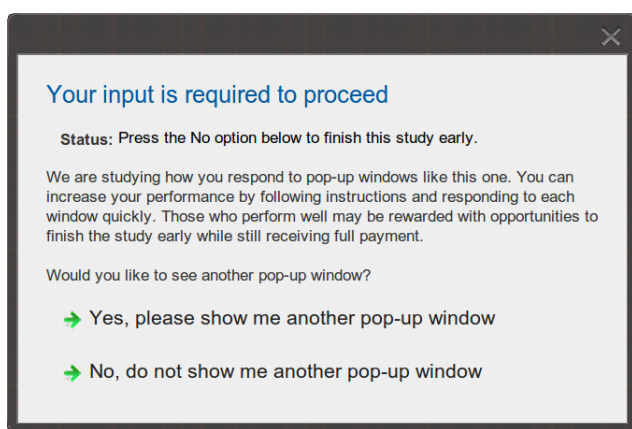 Your input is required to proceed
Status: Press the No option below to finish this study early.
We are studying how you respond to pop-up windows like this one. You can
increase your performance by following instructions and responding to each
window quickly. Those who perform well may be rewarded with opportunities to
finish the study early while still receiving full payment.
Would you like to see another pop-up window?
Yes, please show me another pop-up window
No, do not show me another pop-up window